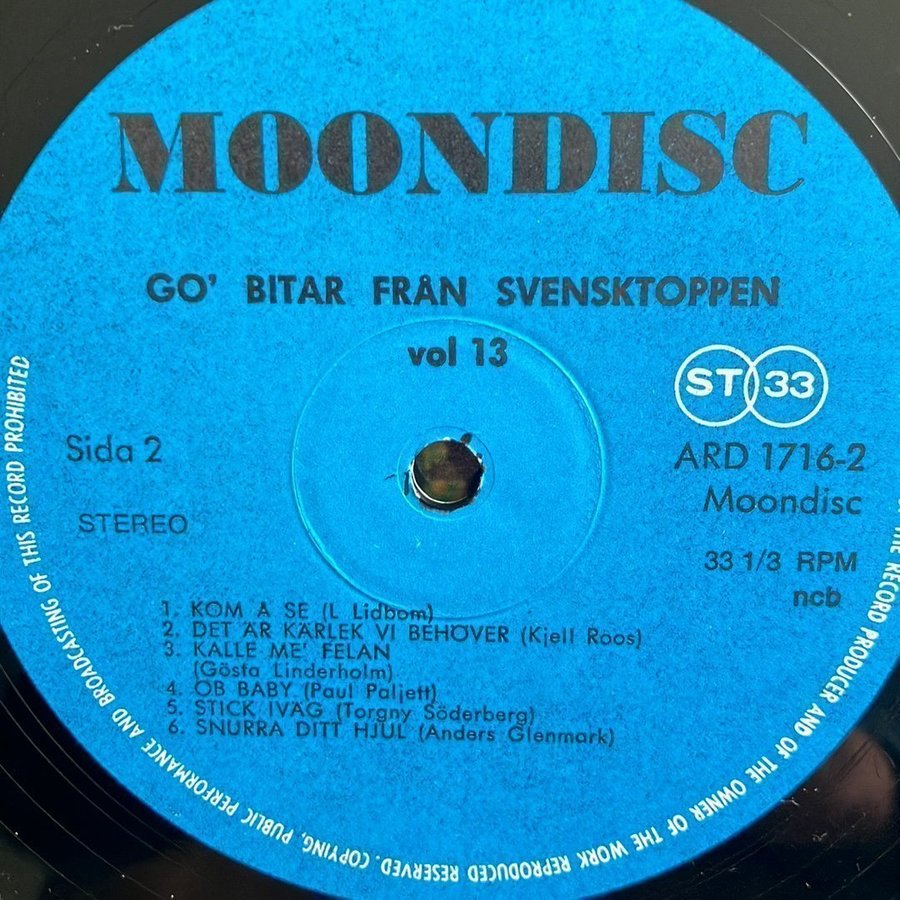 MOONDISC
GO' BITAR FRÅN SVENSKTOPPEN
vol 13
ST 33
Sida 2
ARD 1716-2
Moondisc
STEREO
33 1/3 RPM
ncb
1. KOM Å SE (L Lidbom)
2. DET ÄR KÄRLEK VI BEHÖVER (Kjell Roos)
3. KALLE ME' FELAN
(Gösta Linderholm)
4. OB BABY (Paul Paljett)
5. STICK IVÄG (Torgny Söderberg)
6. SNURRA DITT HJUL (Anders Glenmark)
THE RECORD PRODUCER AND OF THE OWNER OF THE WORK REPRODUCED RESERVED. COPYING, PUBLIC PERFORMANCE AND BROADCASTING OF THIS RECORD PROHIBITED